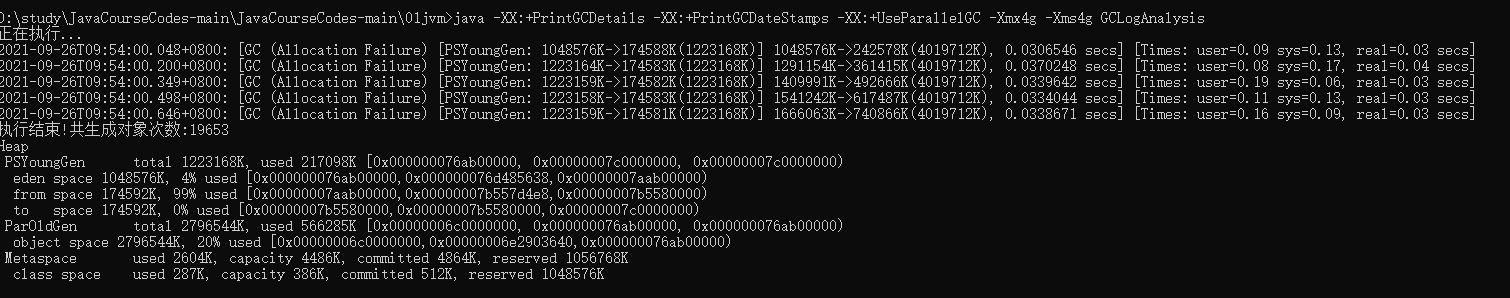 D:\study\JavaCourseCodes-main\JavaCourseCodes-main\01jvm>java -XX:+PrintGCDetails -XX:+PrintGCDateStamps -XX:+UseParallelGC -Xmx4g -Xms4g GCLogAnalysis
正在执行...
2021-09-26T09:54:00.048+0800: [GC (Allocation Failure) [PSYoungGen: 1048576K->174588K(1223168K)] 1048576K->242578K(4019712K), 0.0306546 secs] [Times: user=0.09 sys=0.13, real=0.03 secs]
2021-09-26T09:54:00.200+0800: [GC (Allocation Failure) [PSYoungGen: 1223164K->174583K(1223168K)] 1291154K->361415K(4019712K), 0.0370248 secs] [Times: user=0.08 sys=0.17, real=0.04 secs]
2021-09-26T09:54:00.349+0800: [GC (Allocation Failure) [PSYoungGen: 1223159K->174582K(1223168K)] 1409991K->492666K(4019712K), 0.0339642 secs] [Times: user=0.19 sys=0.06, real=0.03 secs]
2021-09-26T09:54:00.498+0800: [GC (Allocation Failure) [PSYoungGen: 1223158K->174583K(1223168K)] 1541242K->617487K(4019712K), 0.0334044 secs] [Times: user=0.11 sys=0.13, real=0.03 secs]
2021-09-26T09:54:00.646+0800: [GC (Allocation Failure) [PSYoungGen: 1223159K->174581K(1223168K)] 1666063K->740866K(4019712K), 0.0338671 secs] [Times: user=0.16 sys=0.09, real=0.03 secs]
执行结束!共生成对象次数:19653
Heap
PSYoungGen total 1223168K, used 217098K [0x000000076ab00000, 0x00000007c0000000, 0x00000007c0000000)
eden space 1048576K, 4% used [0x000000076ab00000,0x000000076d485638,0x00000007aab00000)
from space 174592K, 99% used [0x00000007aab00000,0x00000007b557d4e8,0x00000007b5580000)
to space 174592K, 0% used [0x00000007b5580000,0x00000007b5580000,0x00000007c0000000)
ParOldGen total 2796544K, used 566285K [0x00000006c0000000, 0x000000076ab00000, 0x000000076ab00000)
object space 2796544K, 20% used [0x00000006c0000000,0x00000006e2903640,0x000000076ab00000)
Metaspace used 2604K, capacity 4486K, committed 4864K, reserved 1056768K
class space used 287K, capacity 386K, committed 512K, reserved 1048576K